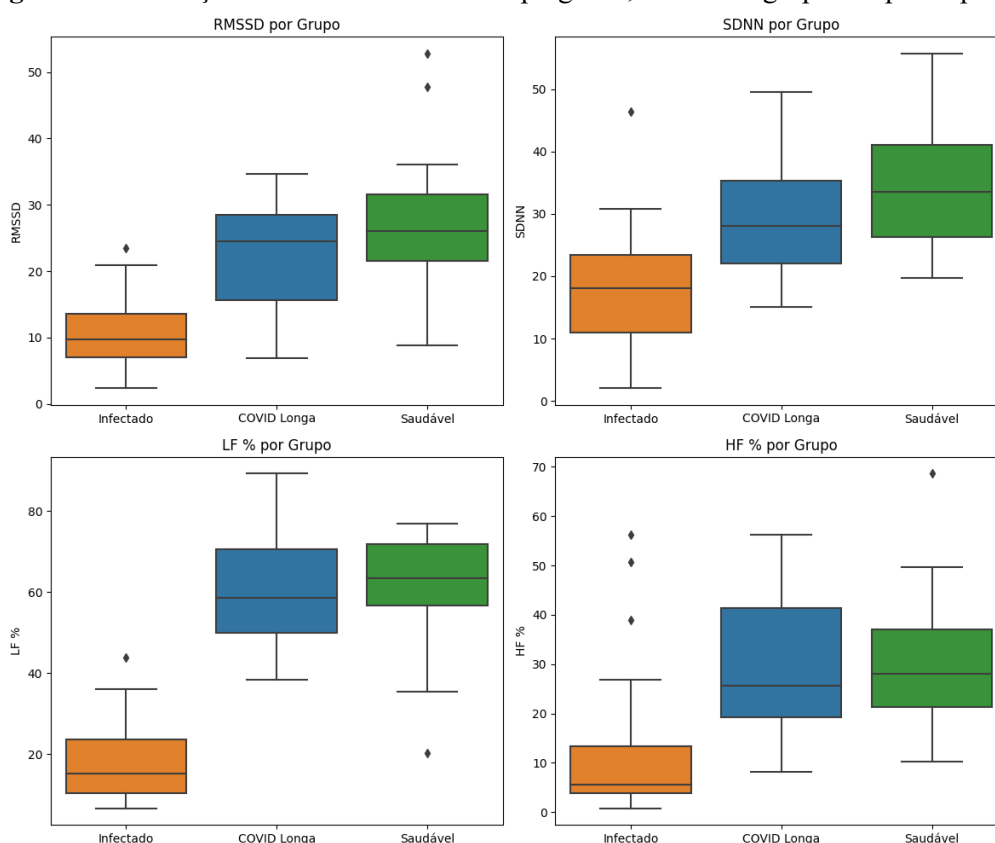 RMSSD por Grupo
50
40
30
20
10
0
RMSSD
Infectado COVID Longa Saudável
SDNN por Grupo
50
40
30
20
10
0
SDNN
Infectado COVID Longa Saudável
LF % por Grupo
80
60
40
20
LF %
Infectado COVID Longa Saudável
HF % por Grupo
70
60
50
40
30
20
10
0
HF %
Infectado COVID Longa Saudável